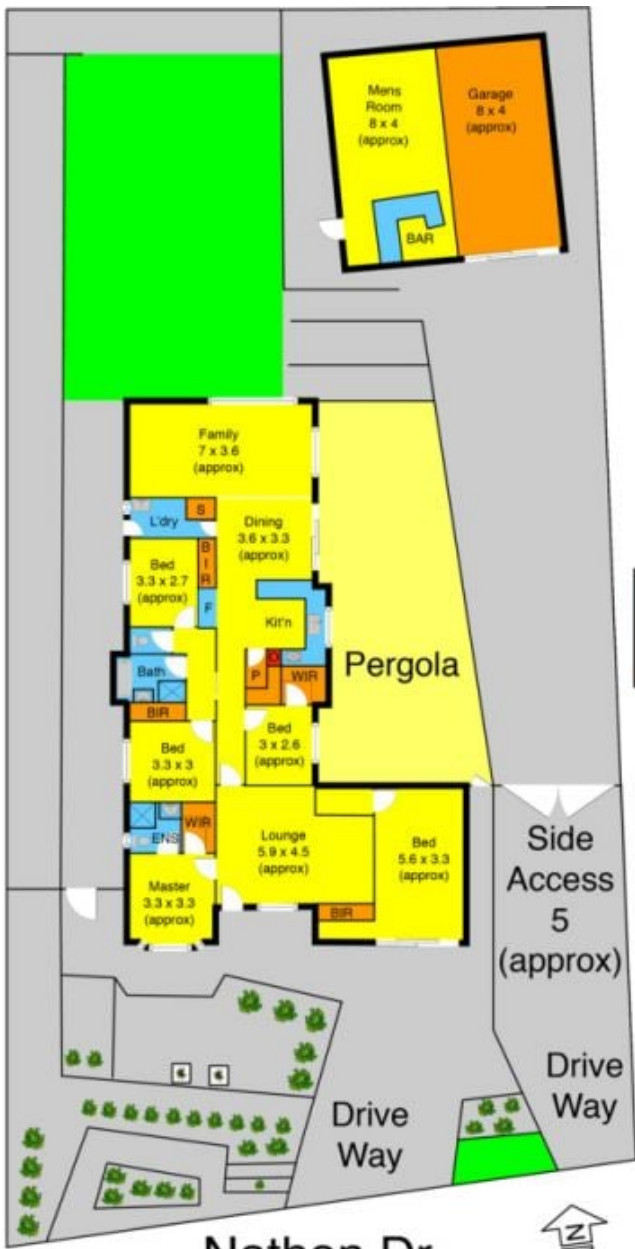 Mens
Room
8 x 4
(approx)
Garage
8 x 4
(approx)
BAR
Family
7 x 3.6
(approx)
L'dry
S
Dining
3.6 x 3.3
(approx)
Bed
3.3 x 2.7
(approx)
B
I
R
F
Kit'n
Pergola
Bath
P
O
WIR
BIR
Bed
3.3 x 3
(approx)
Bed
3 x 2.6
(approx)
ENS
WIR
Lounge
5.9 x 4.5
(approx)
Bed
5.6 x 3.3
(approx)
BIR
Master
3.3 x 3.3
(approx)
Side
Access
5
(approx)
Drive
Way
Drive
Way
Nathan Dr
N